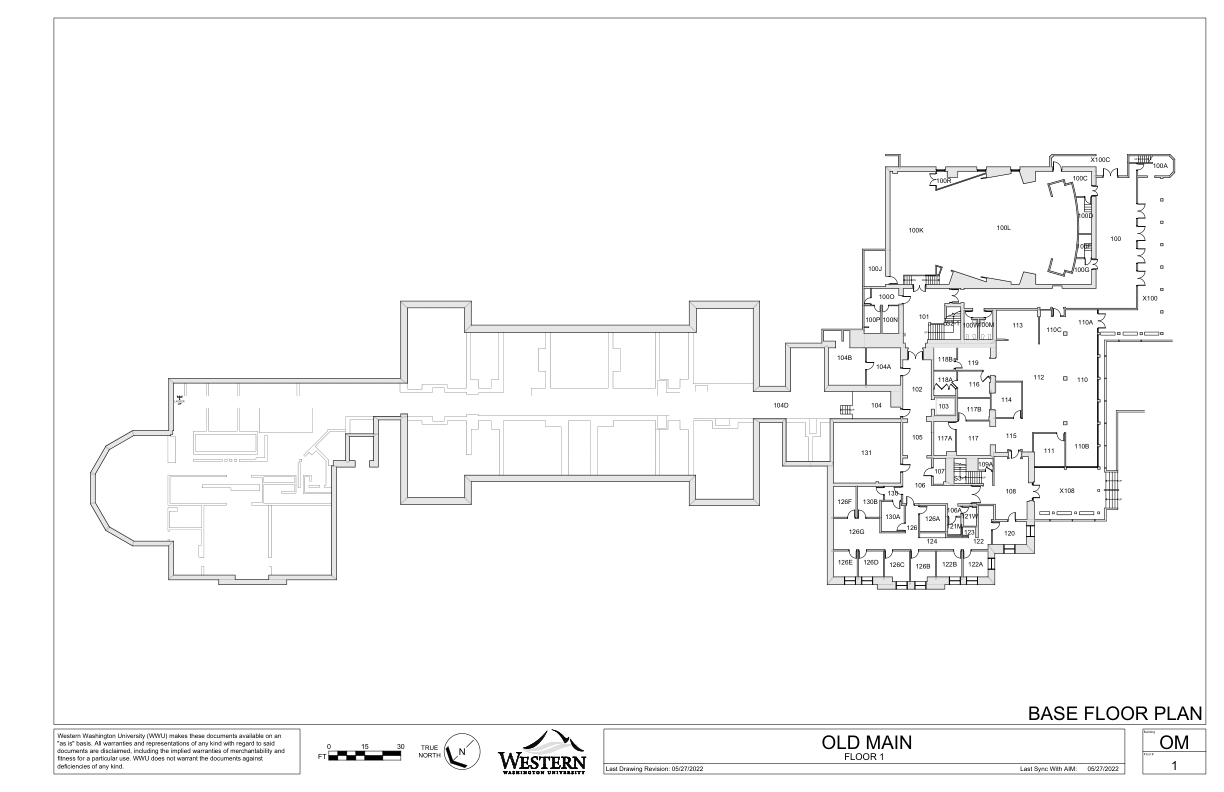 X100C
100A
100R
100C
100D
100K
100L
100
100G
100J
X100
100O
100P
100N
101
100W
100M
113
110C
110A
104B
104A
118B
119
118A
116
112
110
102
104D
104
103
117B
114
105
117A
117
115
131
111
110B
107
109A
S3
106
108
X108
130
126F
130B
130A
126
126A
106A
121W
121M
123
120
126G
124
122
126E
126D
126C
126B
122B
122A
BASE FLOOR PLAN
Western Washington University (WWU) makes these documents available on an
"as is" basis. All warranties and representations of any kind with regard to said
documents are disclaimed, including the implied warranties of merchantability and
fitness for a particular use. WWU does not warrant the documents against
deficiencies of any kind.
0 15 30
FT
TRUE
NORTH
N
WESTERN
WASHINGTON UNIVERSITY
OLD MAIN
FLOOR 1
Last Drawing Revision: 05/27/2022
Last Sync With AIM: 05/27/2022
Building
OM
Floor
1